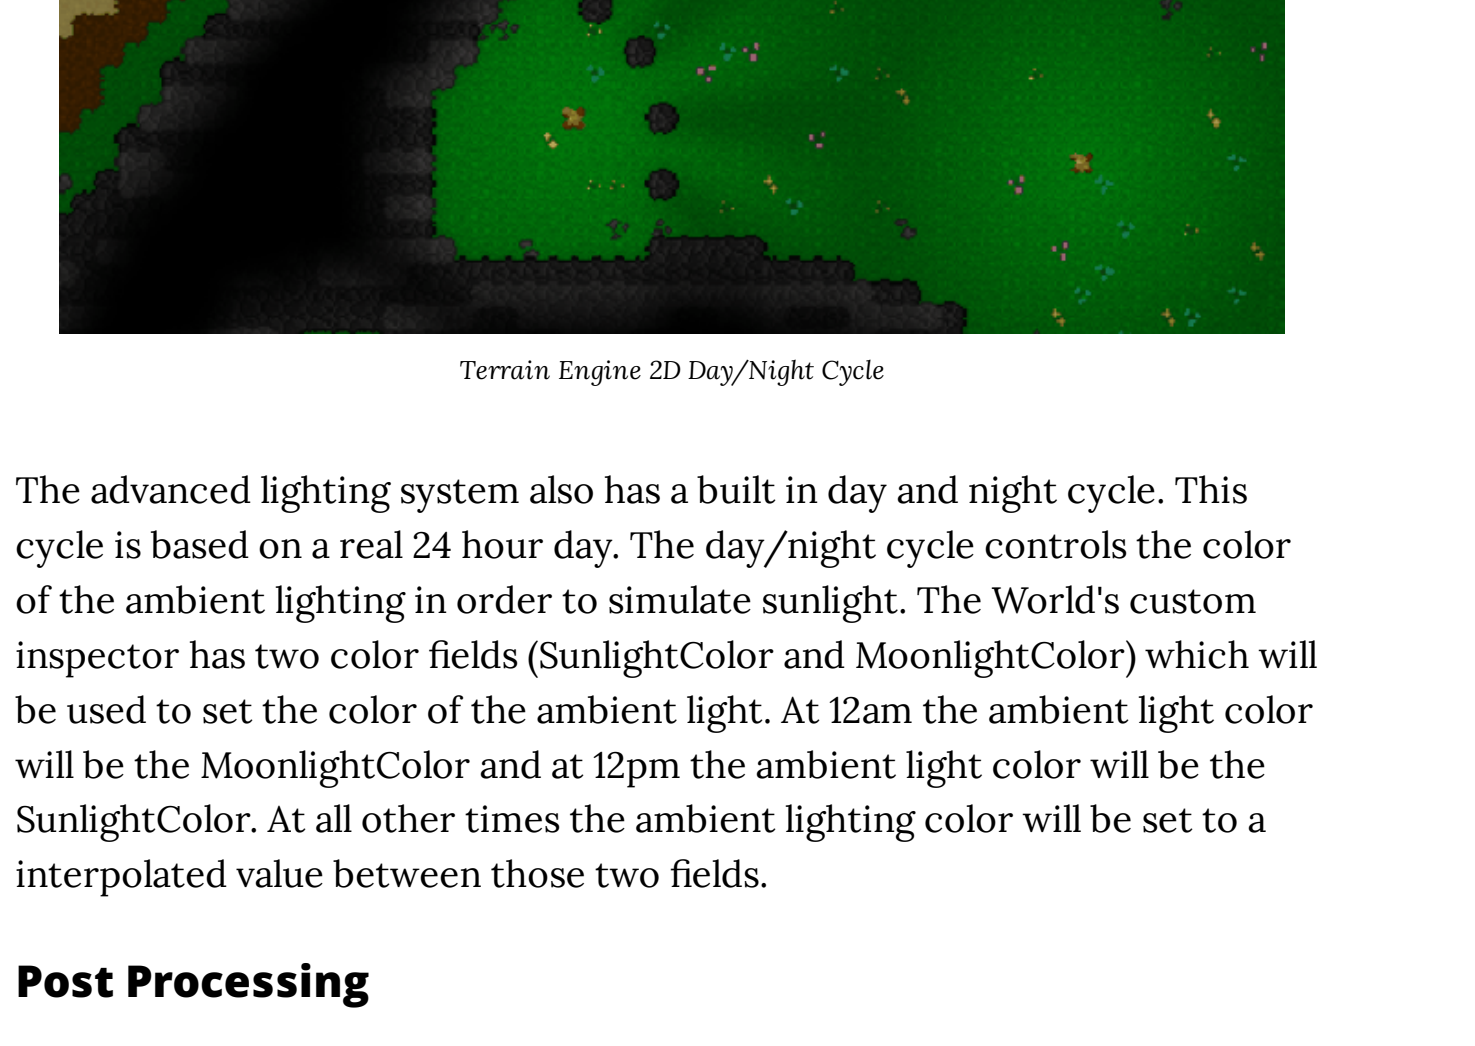 Terrain Engine 2D Day/Night Cycle
The advanced lighting system also has a built in day and night cycle. This
cycle is based on a real 24 hour day. The day/night cycle controls the color
of the ambient lighting in order to simulate sunlight. The World's custom
inspector has two color fields (SunlightColor and MoonlightColor) which will
be used to set the color of the ambient light. At 12am the ambient light color
will be the MoonlightColor and at 12pm the ambient light color will be the
SunlightColor. At all other times the ambient lighting color will be set to a
interpolated value between those two fields.
Post Processing